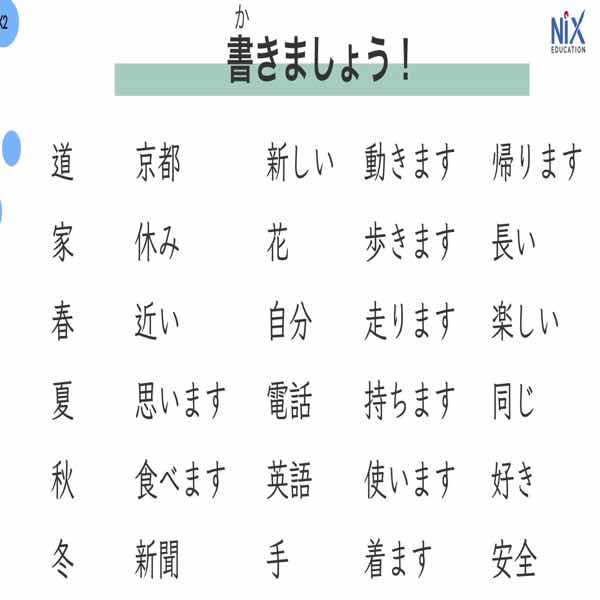 K2
か
書きましょう！
NiX
EDUCATION
道 京都 新しい 動きます 帰ります
家 休み 花 歩きます 長い
春 近い 自分 走ります 楽しい
夏 思います 電話 持ちます 同じ
秋 食べます 英語 使います 好き
冬 新聞 手 着ます 安全